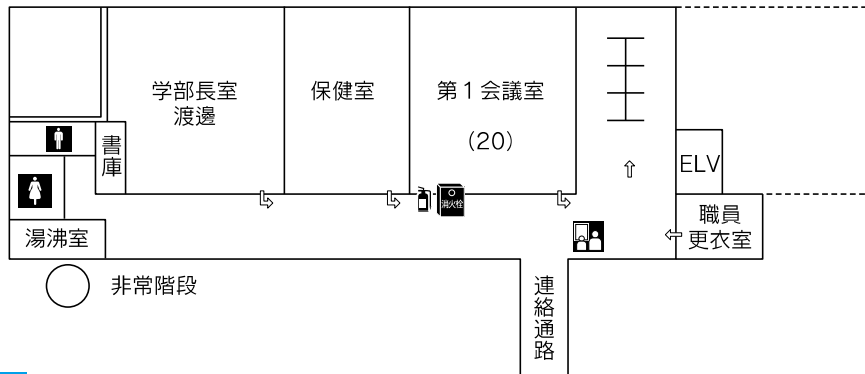 学部長室
渡邊
保健室
第１会議室
(20)
書庫
消火栓
ELV
職員
更衣室
湯沸室
非常階段
連絡通路